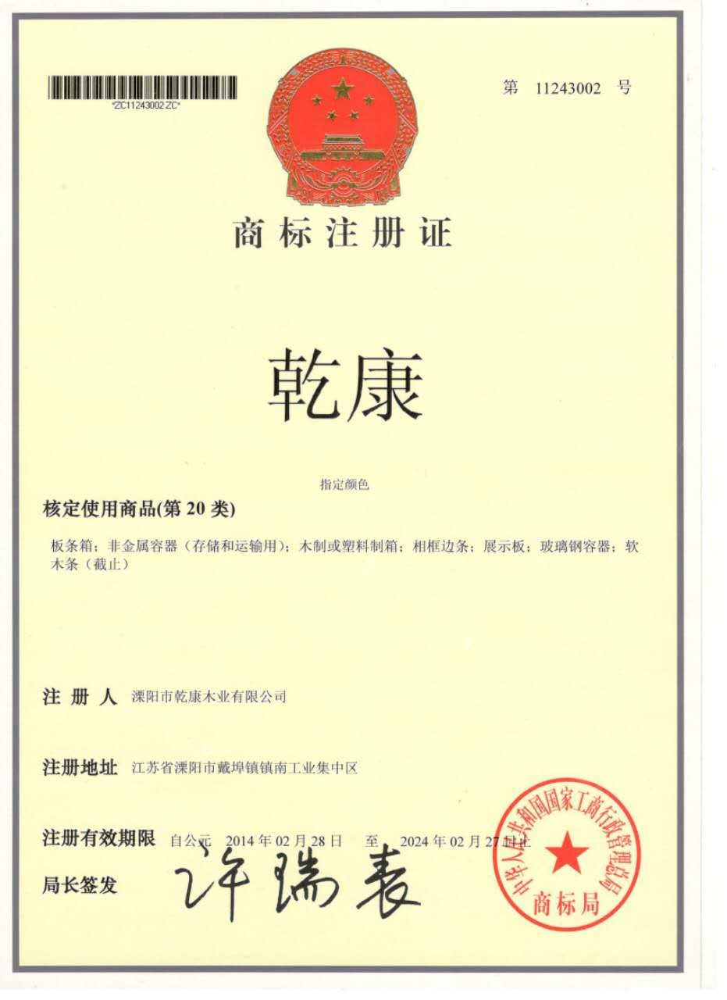 第 11243002 号
*ZC11243002ZC*
商标注册证
乾康
指定颜色
核定使用商品(第 20 类)
板条箱；非金属容器（存储和运输用）；木制或塑料制箱；相框边条；展示板；玻璃钢容器；软
木条（截止）
注 册 人 溧阳市乾康木业有限公司
注册地址 江苏省溧阳市戴埠镇镇南工业集中区
注册有效期限 自公元 2014 年 02 月 28 日 至 2024 年 02 月 27 日止
局长签发 许瑞表
中华人民共和国国家工商行政管理总局
商标局